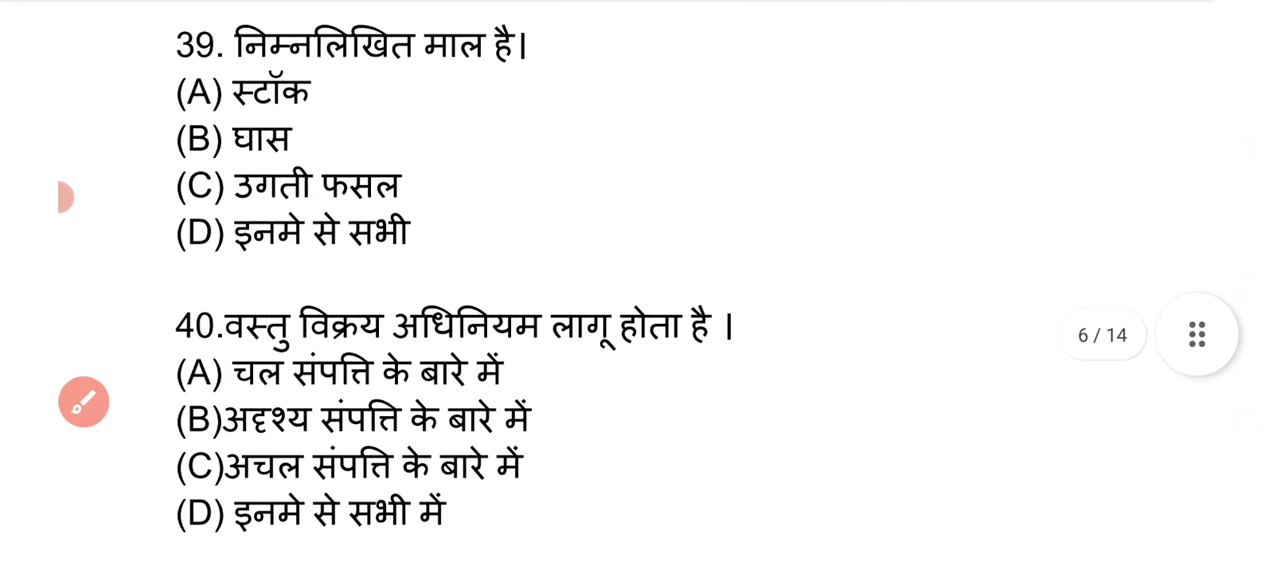 39. निम्नलिखित माल है।
(A) स्टॉक
(B) घास
(C) उगती फसल
(D) इनमे से सभी
40.वस्तु विक्रय अधिनियम लागू होता है ।
(A) चल संपत्ति के बारे में
(B)अदृश्य संपत्ति के बारे में
(C)अचल संपत्ति के बारे में
(D) इनमे से सभी में
6 / 14